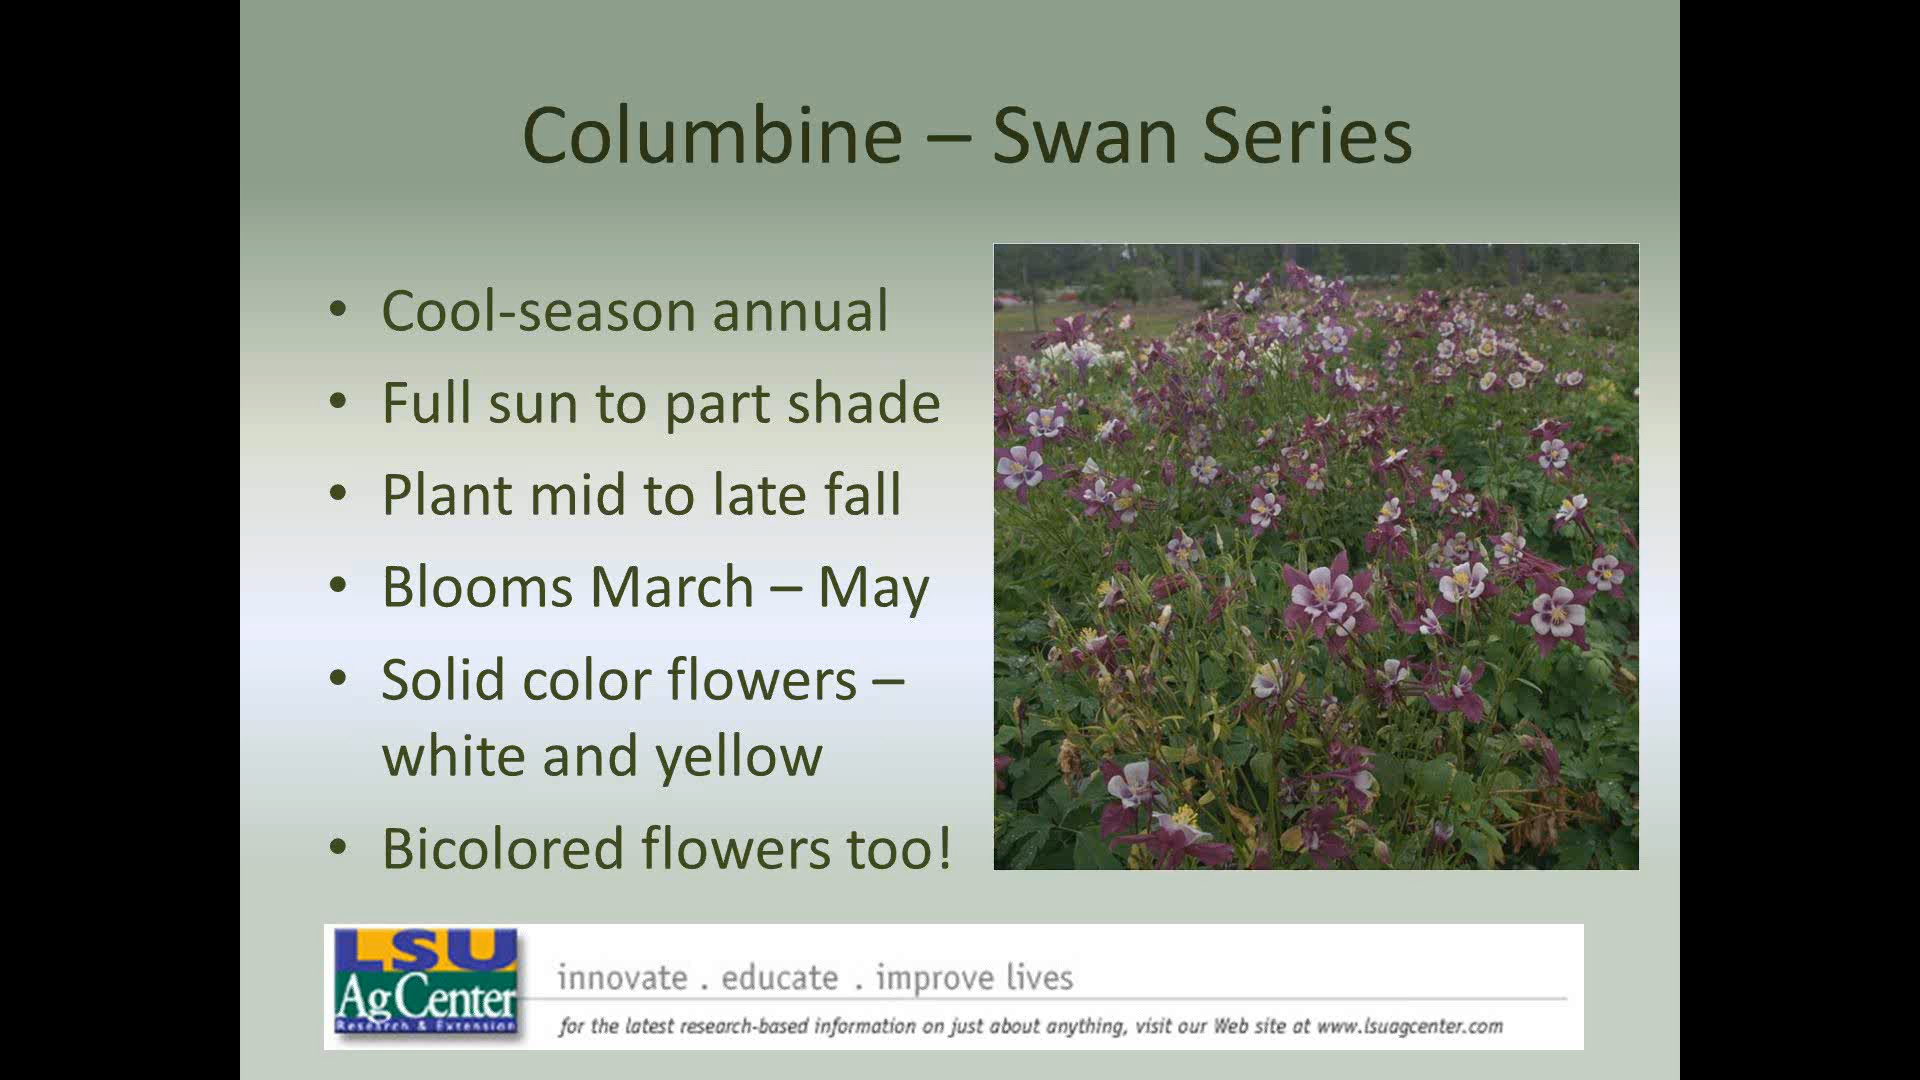 Columbine – Swan Series
• Cool-season annual
• Full sun to part shade
• Plant mid to late fall
• Blooms March – May
• Solid color flowers –
white and yellow
• Bicolored flowers too!
LSU
AgCenter
Research & Extension
innovate . educate . improve lives
for the latest research-based information on just about anything, visit our Web site at www.lsuagcenter.com